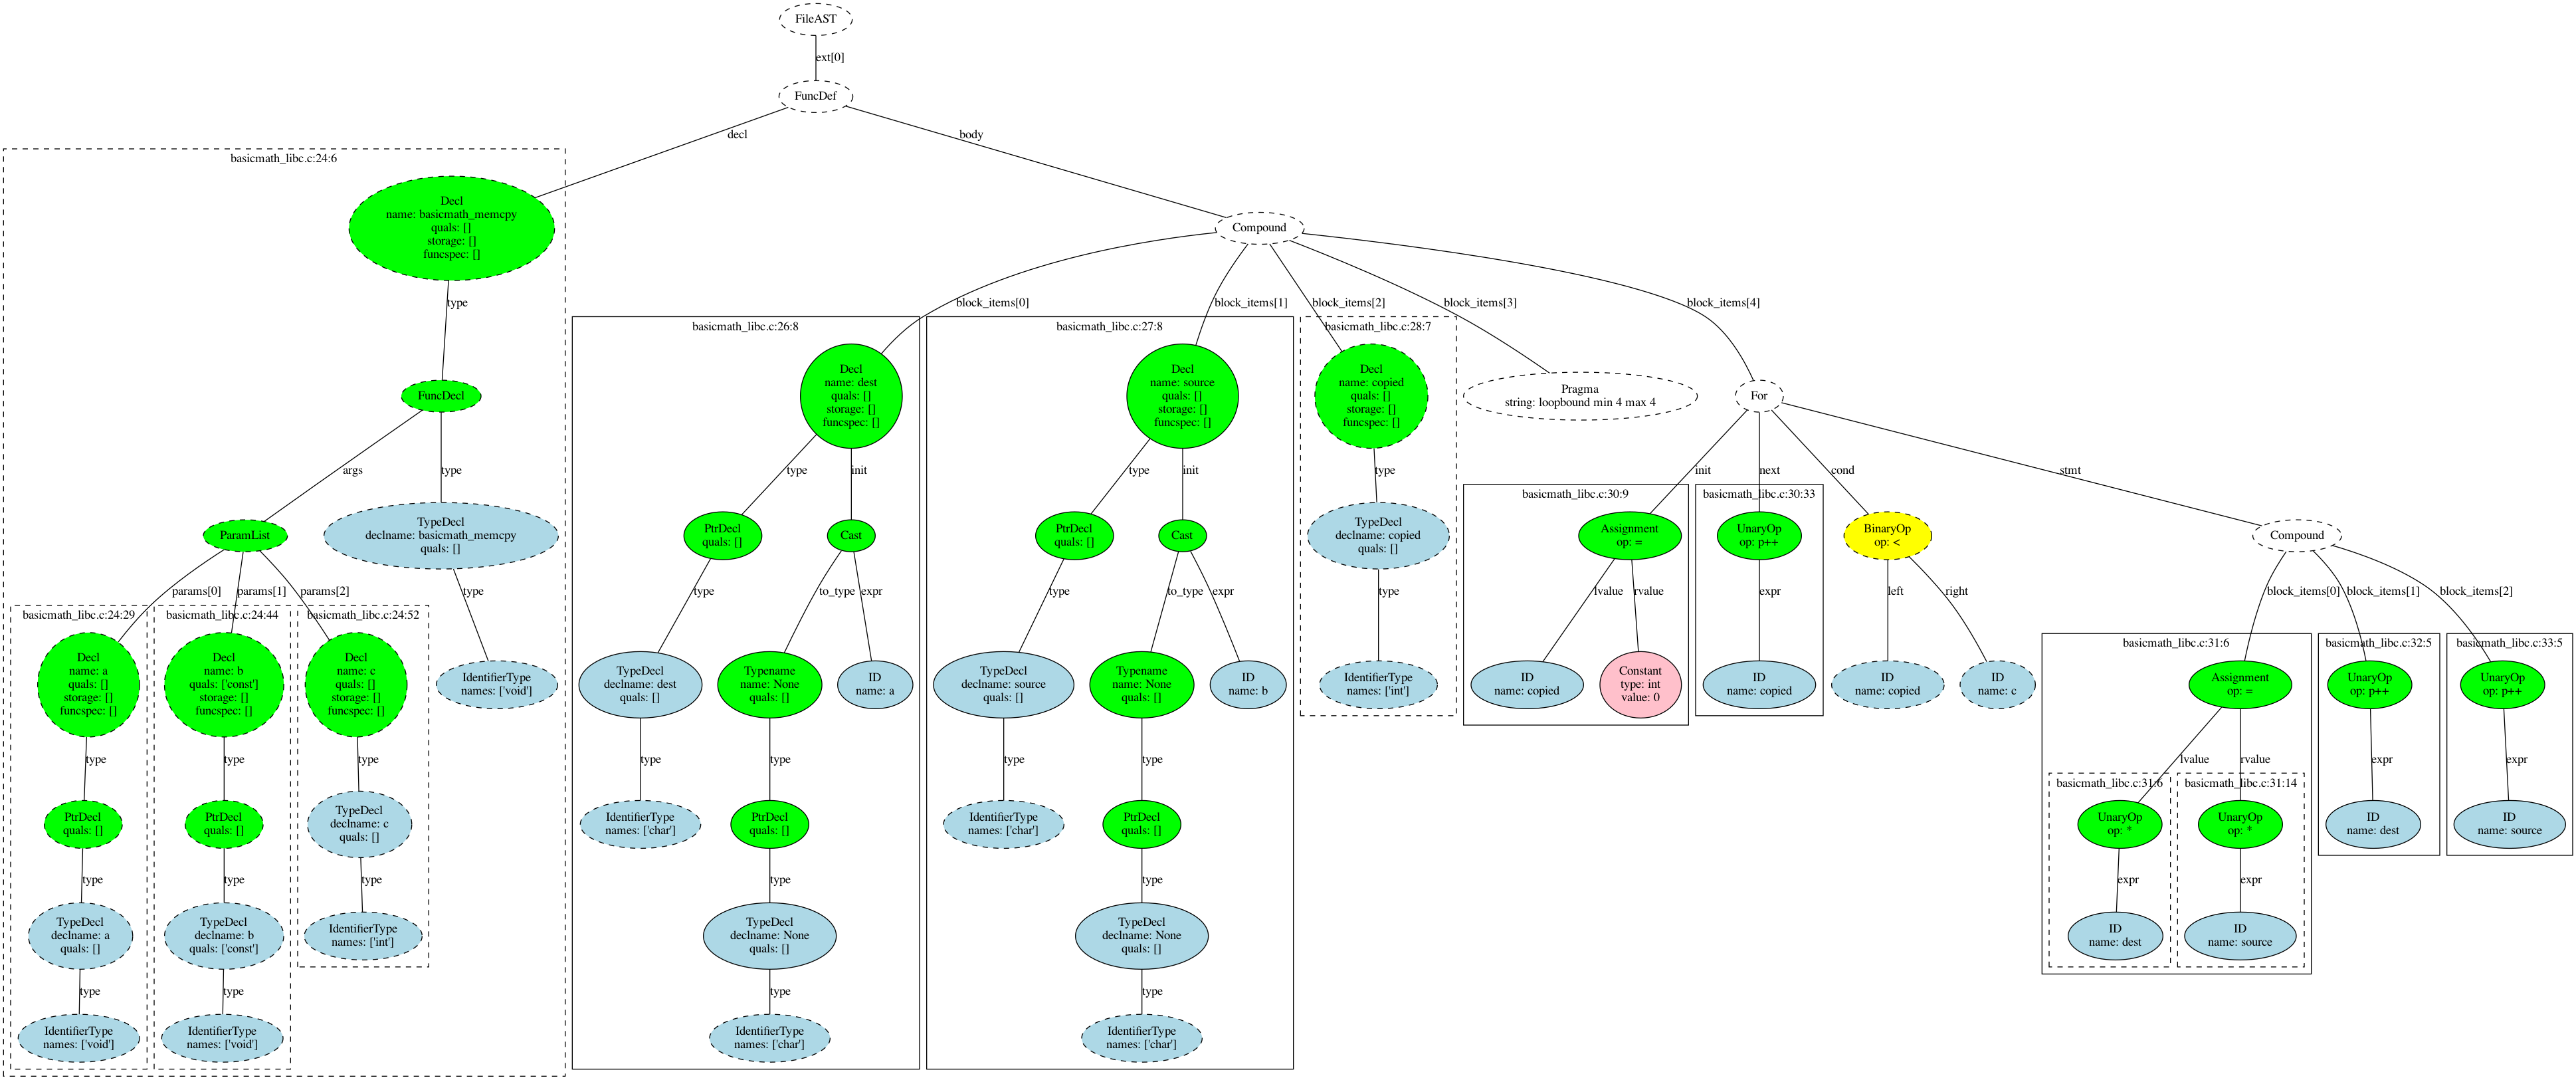 FileAST
ext[0]
FuncDef
decl
body
basicmath_libc.c:24:6
Decl
name: basicmath_memcpy
quals: []
storage: []
funcspec: []
Compound
type
block_items[0]
block_items[1]
block_items[2]
block_items[3]
block_items[4]
basicmath_libc.c:26:8
basicmath_libc.c:27:8
basicmath_libc.c:28:7
FuncDecl
Decl
name: dest
quals: []
storage: []
funcspec: []
Decl
name: source
quals: []
storage: []
funcspec: []
Decl
name: copied
quals: []
storage: []
funcspec: []
Pragma
string: loopbound min 4 max 4
For
args
type
type
init
type
init
type
init
next
cond
stmt
basicmath_libc.c:30:9
basicmath_libc.c:30:33
ParamList
TypeDecl
declname: basicmath_memcpy
quals: []
PtrDecl
quals: []
Cast
PtrDecl
quals: []
Cast
TypeDecl
declname: copied
quals: []
Assignment
op: =
UnaryOp
op: p++
BinaryOp
op: <
Compound
params[0]
params[1]
params[2]
type
type
to_type
expr
type
to_type
expr
type
lvalue
rvalue
expr
left
right
block_items[0]
block_items[1]
block_items[2]
basicmath_libc.c:24:29
basicmath_libc.c:24:44
basicmath_libc.c:24:52
basicmath_libc.c:31:6
basicmath_libc.c:32:5
basicmath_libc.c:33:5
Decl
name: a
quals: []
storage: []
funcspec: []
Decl
name: b
quals: ['const']
storage: []
funcspec: []
Decl
name: c
quals: []
storage: []
funcspec: []
IdentifierType
names: ['void']
TypeDecl
declname: dest
quals: []
Typename
name: None
quals: []
ID
name: a
TypeDecl
declname: source
quals: []
Typename
name: None
quals: []
ID
name: b
IdentifierType
names: ['int']
ID
name: copied
Constant
type: int
value: 0
ID
name: copied
ID
name: copied
ID
name: c
Assignment
op: =
UnaryOp
op: p++
UnaryOp
op: p++
type
type
type
type
type
type
type
lvalue
rvalue
expr
expr
basicmath_libc.c:31:6
basicmath_libc.c:31:14
PtrDecl
quals: []
PtrDecl
quals: []
TypeDecl
declname: c
quals: []
IdentifierType
names: ['char']
PtrDecl
quals: []
IdentifierType
names: ['char']
PtrDecl
quals: []
UnaryOp
op: *
UnaryOp
op: *
ID
name: dest
ID
name: source
type
type
type
type
type
expr
expr
TypeDecl
declname: a
quals: []
TypeDecl
declname: b
quals: ['const']
IdentifierType
names: ['int']
TypeDecl
declname: None
quals: []
TypeDecl
declname: None
quals: []
ID
name: dest
ID
name: source
type
type
type
type
IdentifierType
names: ['void']
IdentifierType
names: ['void']
IdentifierType
names: ['char']
IdentifierType
names: ['char']